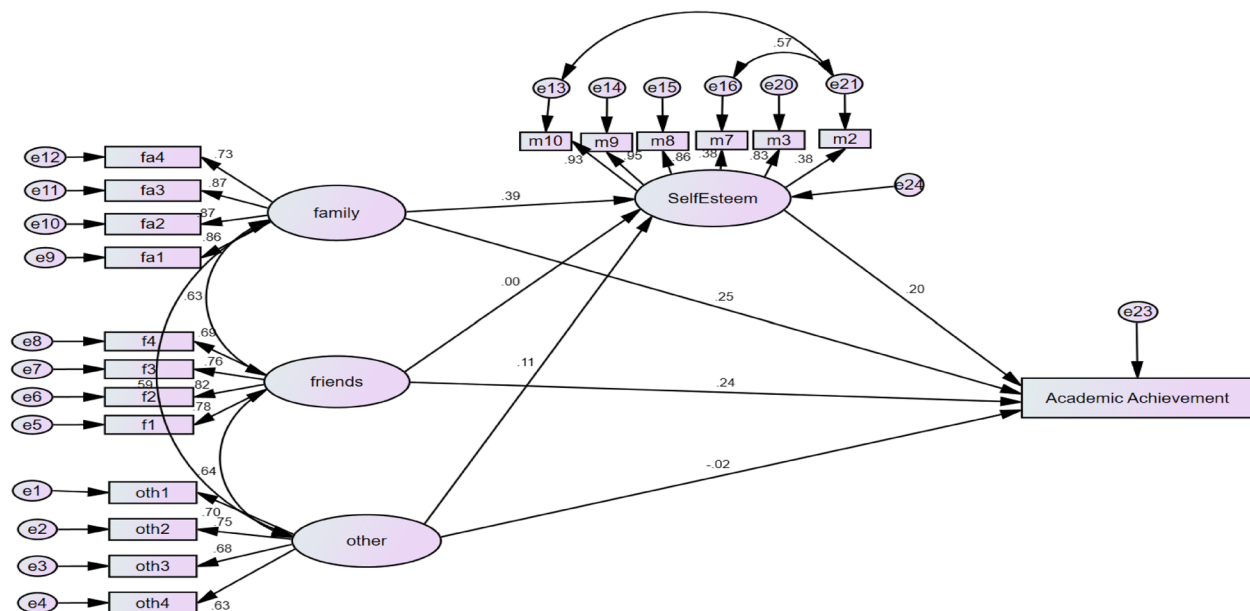 .57
e13
e14
e15
e16
e20
e21
m10
m9
m8
m7
m3
m2
.93
.95
.86
.38
.83
.38
SelfEsteem
e24
e12
fa4
.73
e11
fa3
.87
e10
fa2
.87
e9
fa1
.86
family
.39
.63
.00
.25
.20
e23
e8
f4
.69
e7
f3
.76
e6
f2
.59
.82
e5
f1
.78
friends
.11
.24
Academic Achievement
.64
-.02
e1
oth1
.70
e2
oth2
.75
e3
oth3
.68
e4
oth4
.63
other